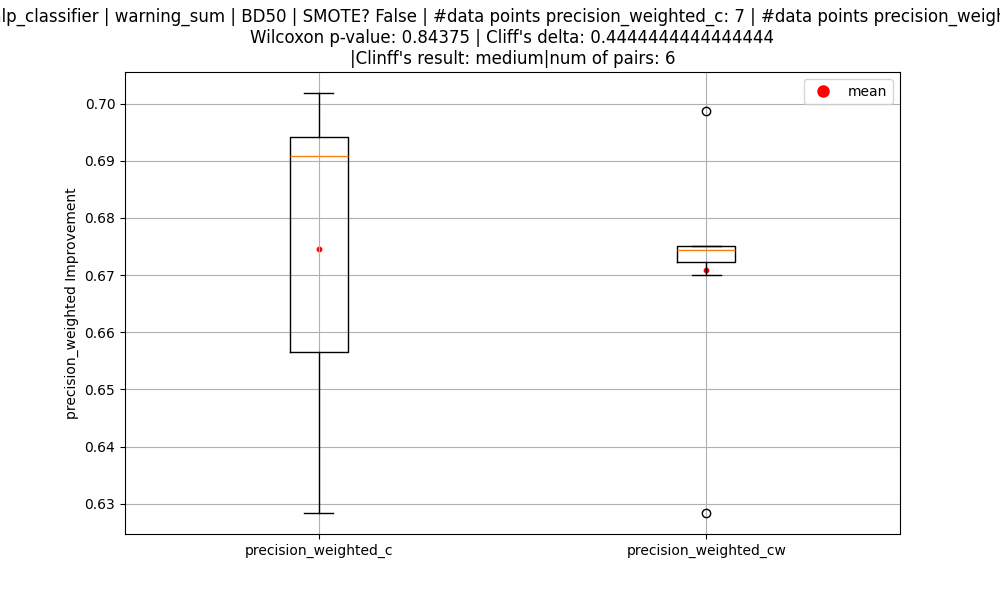 lp_classifier | warning_sum | BD50 | SMOTE? False | #data points precision_weighted_c: 7 | #data points
Wilcoxon p-value: 0.84375 | Cliff's delta: 0.4444444444444444
|Clinff's result: medium|num of pairs: 6
mean
0.70
0.69
0.68
0.67
0.66
0.65
0.64
0.63
precision_weighted Improvement
precision_weighted_c
precision_weighted_cw